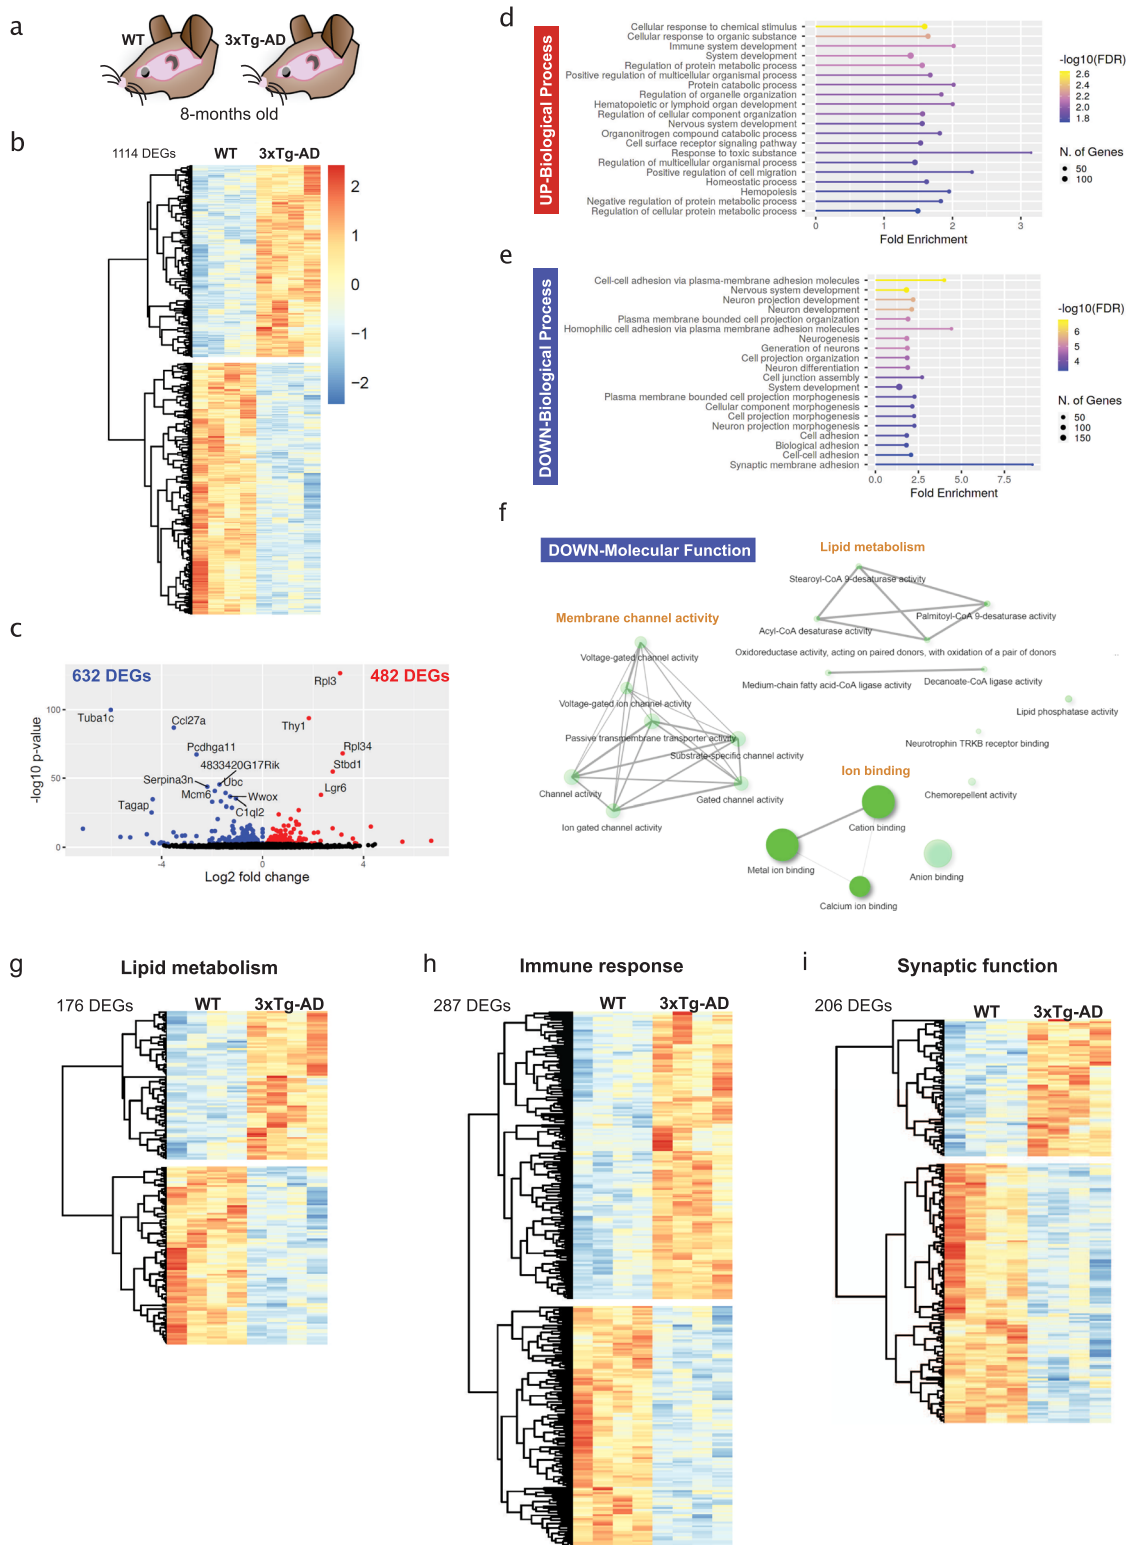 a
WT
3xTg-AD
8-months old
b
1114 DEGs
WT
3xTg-AD
2
1
0
−1
−2
c
632 DEGs
482 DEGs
Rpl3
Tuba1c
Ccl27a
Thy1
Pcdhga11
Rpl34
4833420G17Rik
Stbd1
Serpina3n
Ubc
Lgr6
Mcm6
Wwox
Tagap
C1ql2
100
50
0
-4
0
4
-log10 p-value
Log2 fold change
d
UP-Biological Process
Cellular response to chemical stimulus
Cellular response to organic substance
Immune system development
System development
Regulation of protein metabolic process
Positive regulation of multicellular organismal process
Protein catabolic process
Regulation of organelle organization
Hematopoietic or lymphoid organ development
Regulation of cellular component organization
Nervous system development
Organonitrogen compound catabolic process
Cell surface receptor signaling pathway
Response to toxic substance
Regulation of multicellular organismal process
Positive regulation of cell migration
Homeostatic process
Hemopoiesis
Negative regulation of protein metabolic process
Regulation of cellular protein metabolic process
0
1
2
3
Fold Enrichment
-log10(FDR)
2.6
2.4
2.2
2.0
1.8
N. of Genes
50
100
e
DOWN-Biological Process
Cell-cell adhesion via plasma-membrane adhesion molecules
Nervous system development
Neuron projection development
Neuron development
Plasma membrane bounded cell projection organization
Homophilic cell adhesion via plasma membrane adhesion molecules
Neurogenesis
Generation of neurons
Cell projection organization
Neuron differentiation
Cell junction assembly
System development
Plasma membrane bounded cell projection morphogenesis
Cellular component morphogenesis
Cell projection morphogenesis
Neuron projection morphogenesis
Cell adhesion
Biological adhesion
Cell-cell adhesion
Synaptic membrane adhesion
0.0
2.5
5.0
7.5
Fold Enrichment
-log10(FDR)
6
5
4
N. of Genes
50
100
150
f
DOWN-Molecular Function
Lipid metabolism
Stearoyl-CoA 9-desaturase activity
Palmitoyl-CoA 9-desaturase activity
Acyl-CoA desaturase activity
Oxidoreductase activity, acting on paired donors, with oxidation of a pair of donors
Medium-chain fatty acid-CoA ligase activity
Decanoate-CoA ligase activity
Lipid phosphatase activity
Neurotrophin TRKB receptor binding
Chemorepellent activity
Membrane channel activity
Voltage-gated channel activity
Voltage-gated ion channel activity
Passive transmembrane transporter activity
Substrate-specific channel activity
Channel activity
Gated channel activity
Ion gated channel activity
Ion binding
Cation binding
Metal ion binding
Anion binding
Calcium ion binding
g
Lipid metabolism
176 DEGs
WT
3xTg-AD
h
Immune response
287 DEGs
WT
3xTg-AD
i
Synaptic function
206 DEGs
WT
3xTg-AD